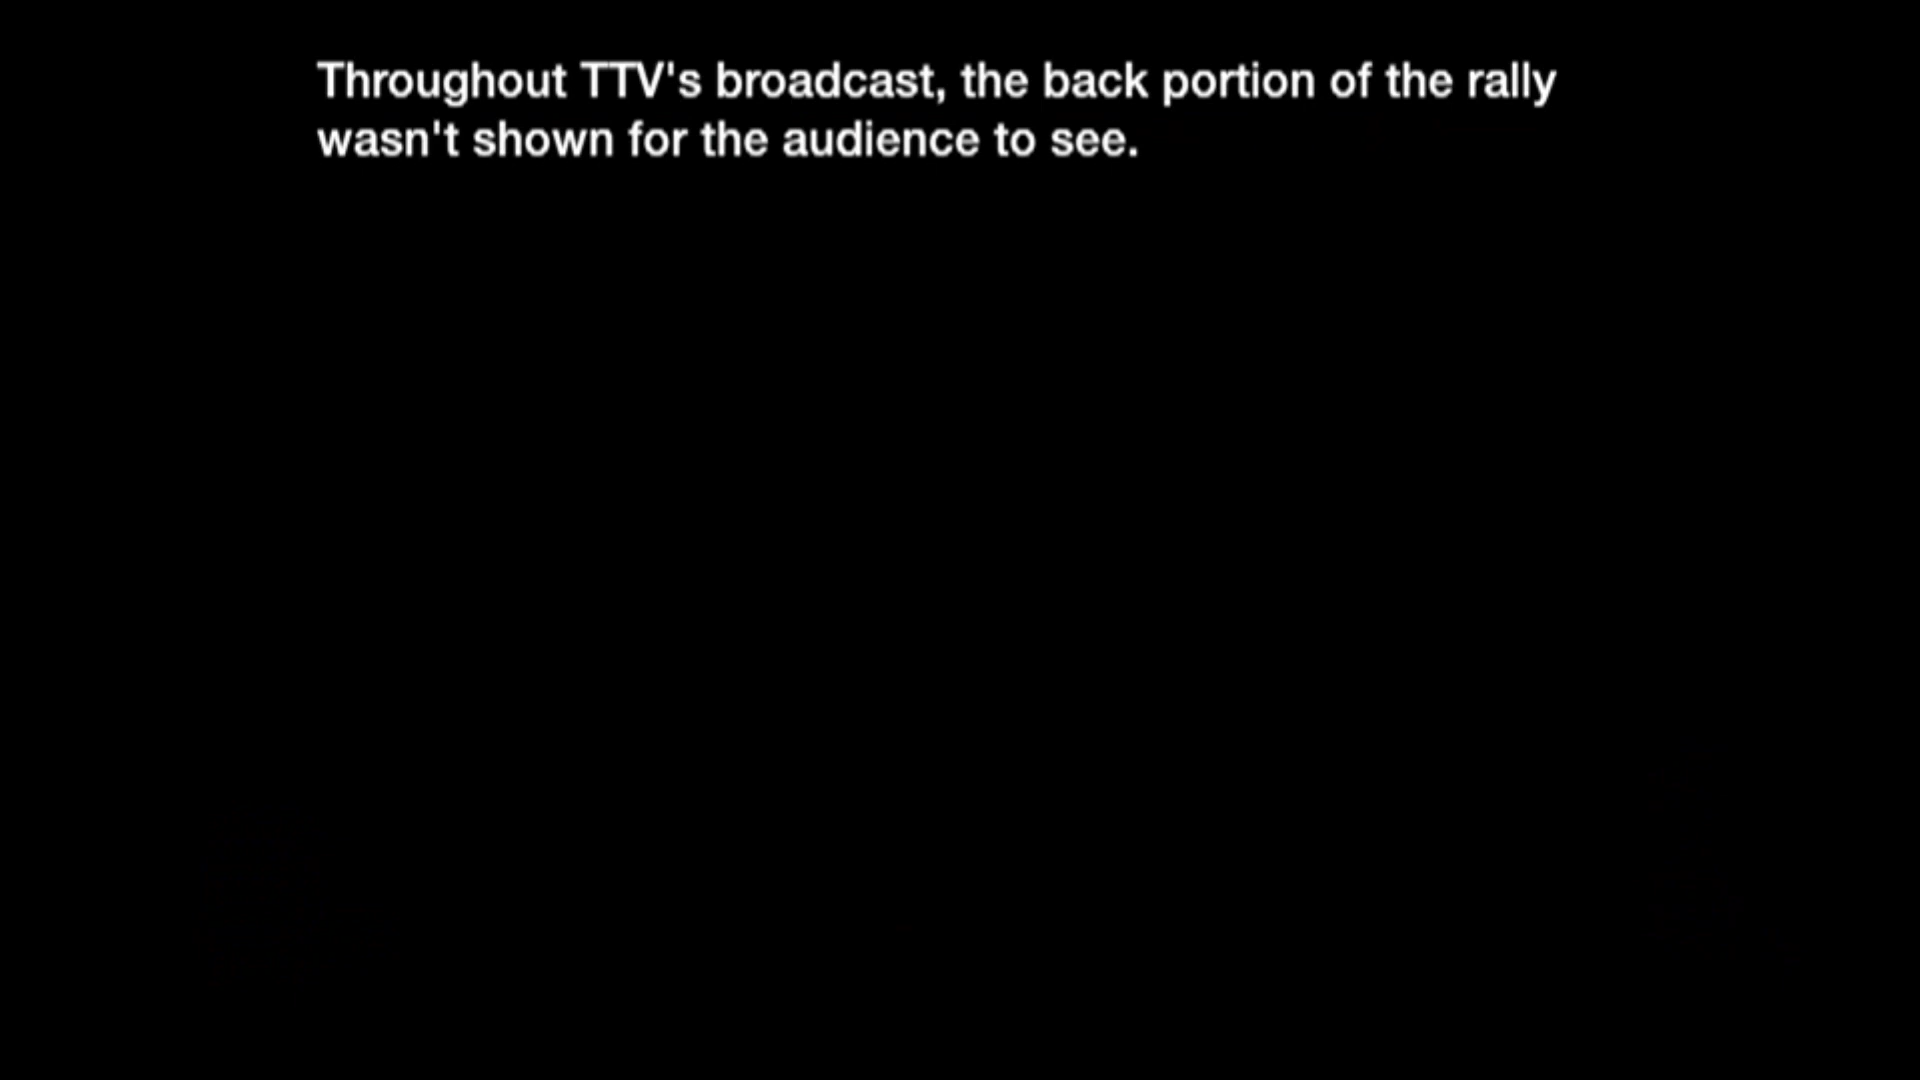 Throughout TTV's broadcast, the back portion of the rally
wasn't shown for the audience to see.